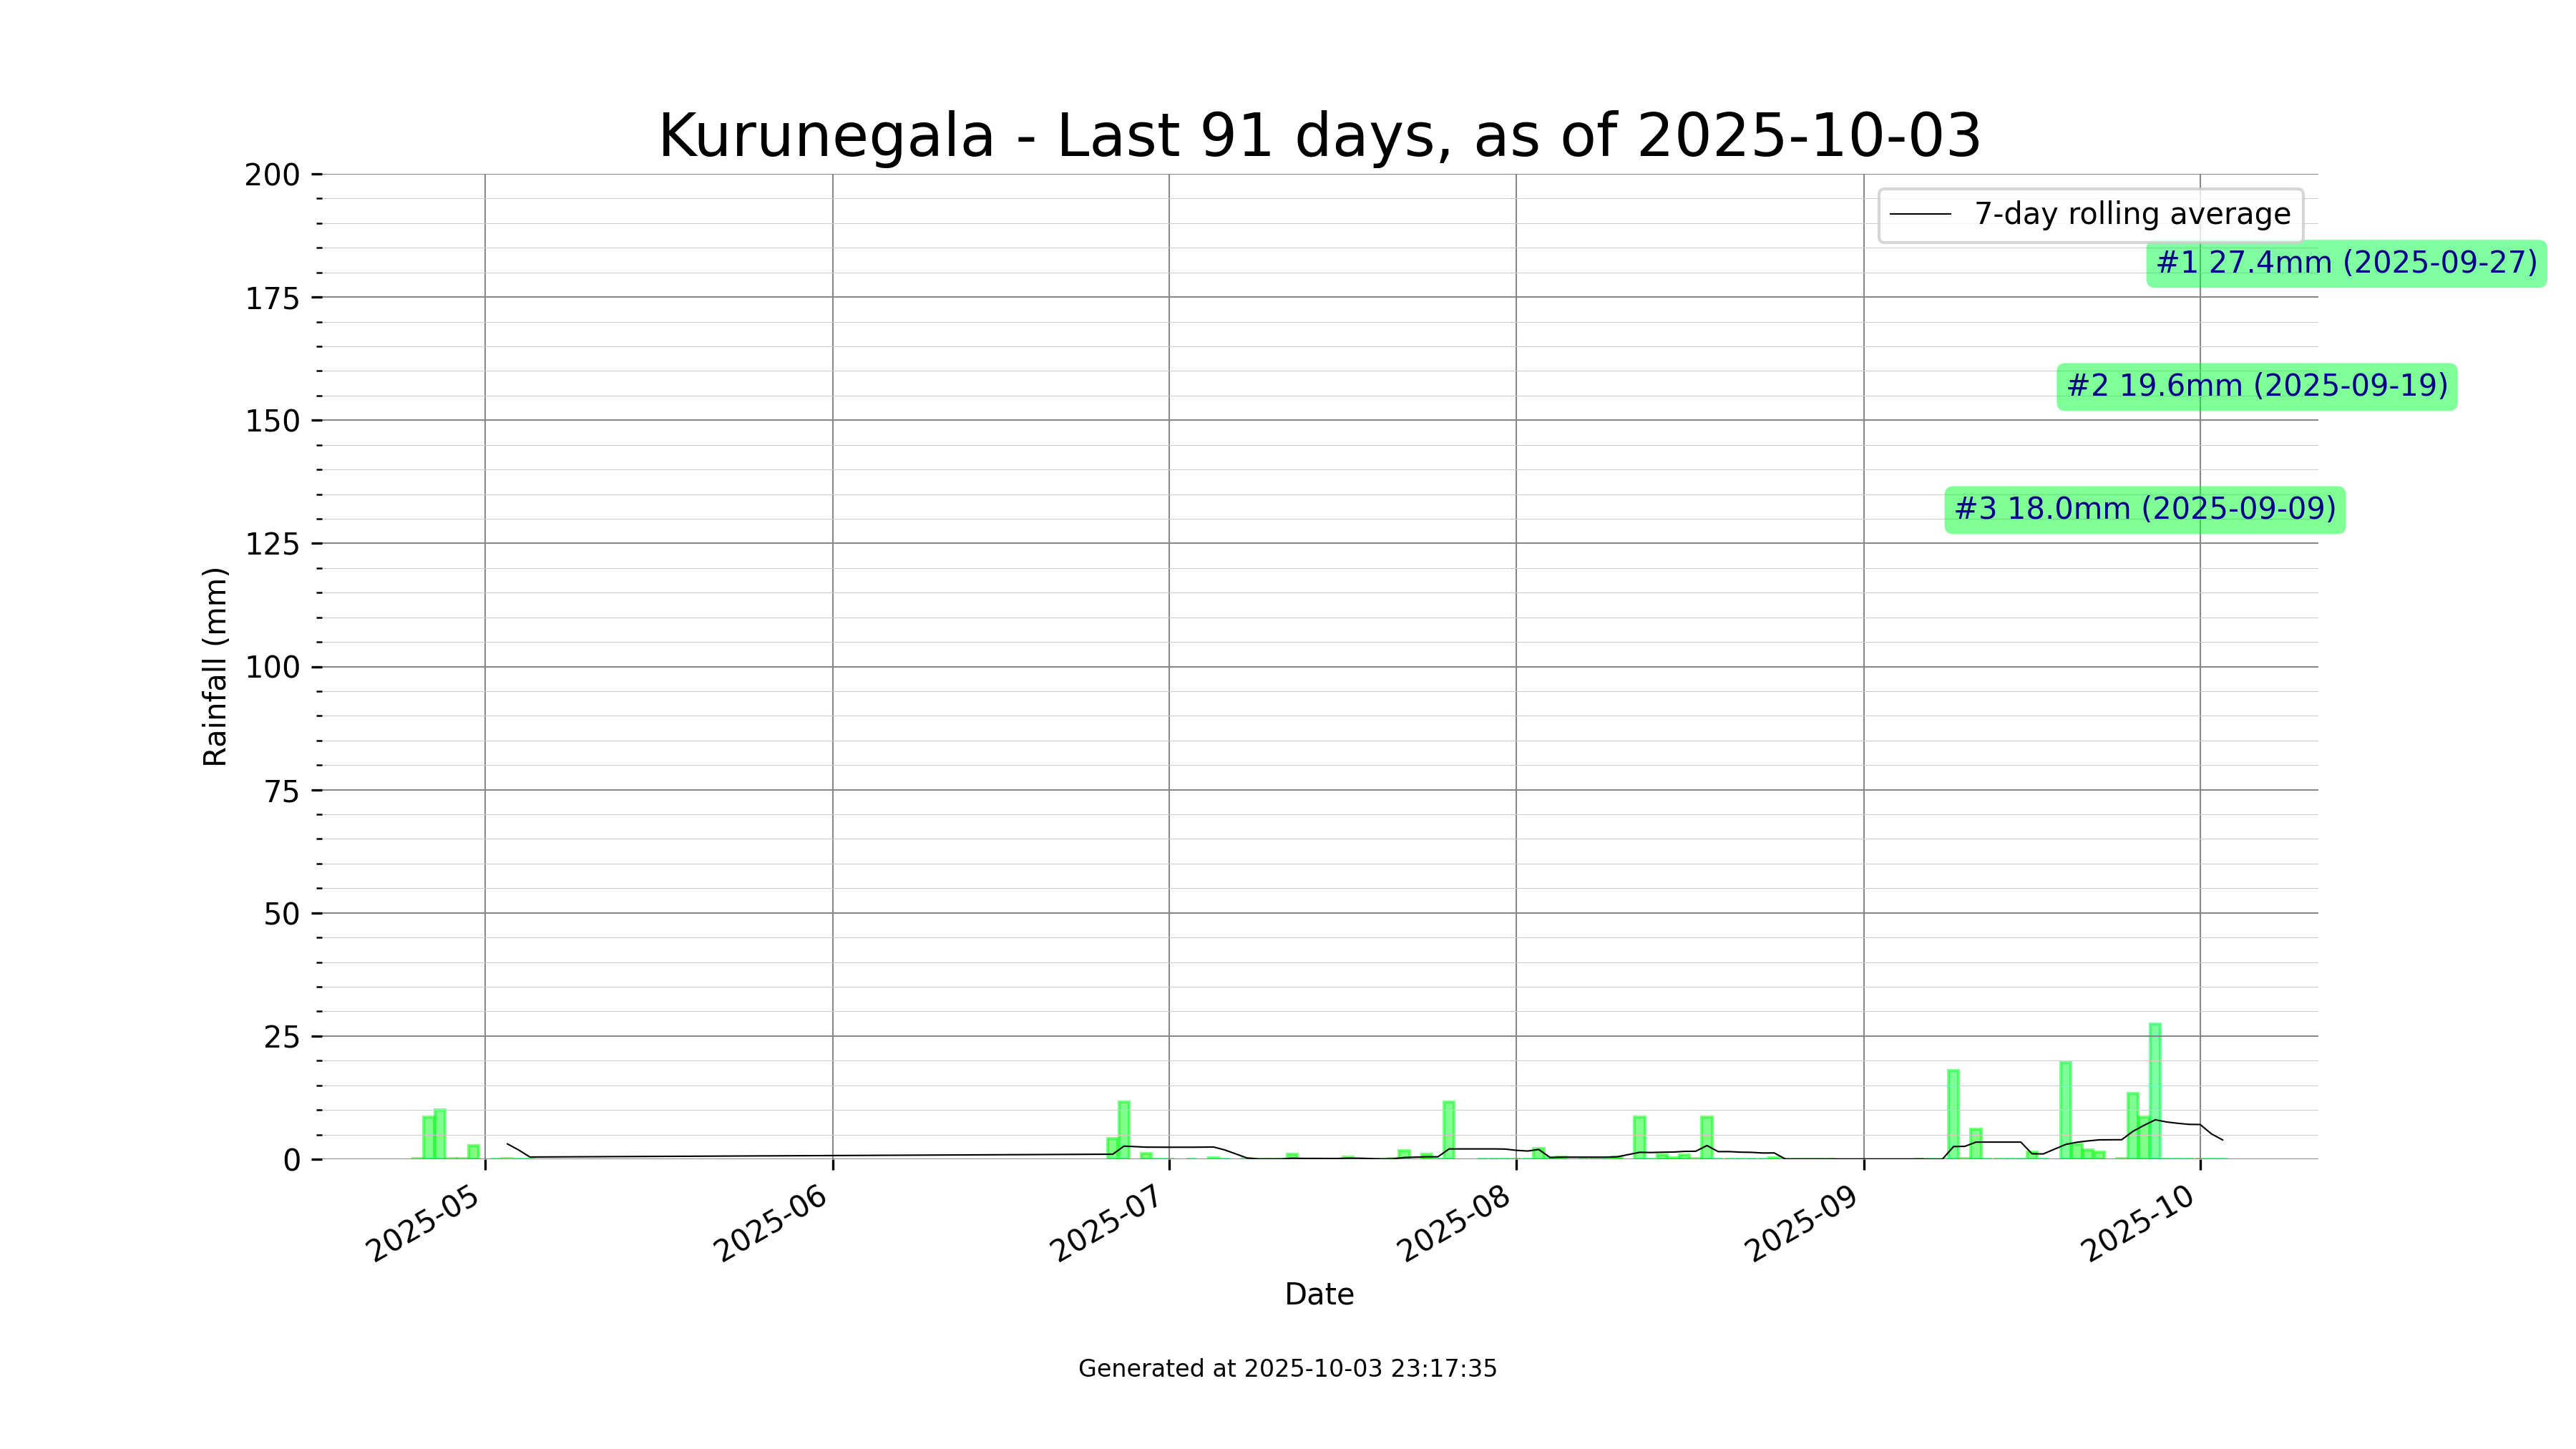 Kurunegala - Last 91 days, as of 2025-10-03
200
175
150
125
100
75
50
25
0
Rainfall (mm)
7-day rolling average
#1 27.4mm (2025-09-27)
#2 19.6mm (2025-09-19)
#3 18.0mm (2025-09-09)
2025-05
2025-06
2025-07
2025-08
2025-09
2025-10
Date
Generated at 2025-10-03 23:17:35